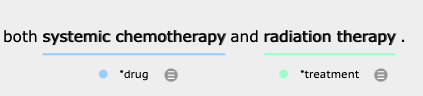 both systemic chemotherapy and radiation therapy .
*drug *treatment